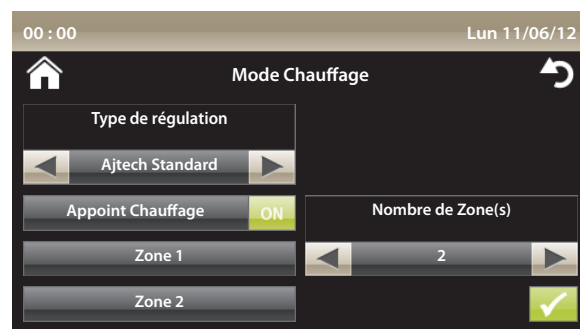 00 : 00
Lun 11/06/12
Mode Chauffage
Type de régulation
Ajtech Standard
Appoint Chauffage
ON
Nombre de Zone(s)
Zone 1
2
Zone 2